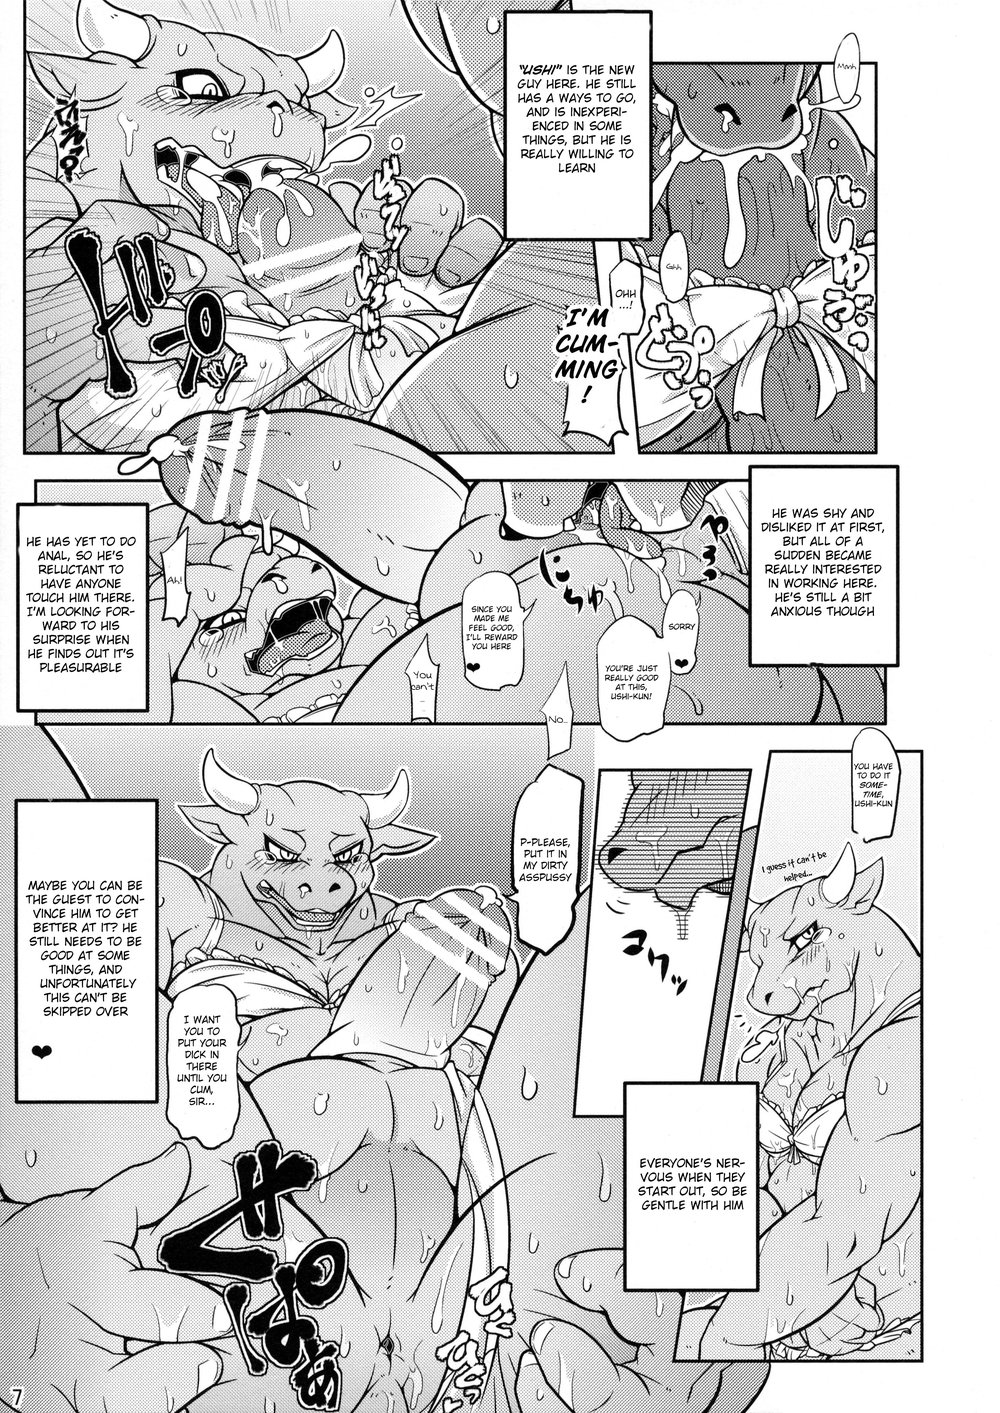 Mmh
"USHI" IS THE NEW
GUY HERE. HE STILL
HAS A WAYS TO GO,
AND IS INEXPERI-
ENCED IN SOME
THINGS, BUT HE IS
REALLY WILLING TO
LEARN
Ghh
OHH
...!
I'M
CUM-
MING
!
HE WAS SHY AND
DISLIKED IT AT FIRST,
BUT ALL OF A
SUDDEN BECAME
REALLY INTERESTED
IN WORKING HERE.
HE'S STILL A BIT
ANXIOUS THOUGH
SORRY
♥
YOU'RE JUST
REALLY GOOD
AT THIS,
USHI-KUN!
SINCE YOU
MADE ME
FEEL GOOD,
I'LL REWARD
YOU HERE
♥
Ah!
HE HAS YET TO DO
ANAL, SO HE'S
RELUCTANT TO
HAVE ANYONE
TOUCH HIM THERE.
I'M LOOKING FOR-
WARD TO HIS
SURPRISE WHEN
HE FINDS OUT IT'S
PLEASURABLE
No...
You
can't
YOU HAVE
TO DO IT
SOME-
TIME,
USHI-KUN
I guess it can't be
helped...
EVERYONE'S NER-
VOUS WHEN THEY
START OUT, SO BE
GENTLE WITH HIM
P-PLEASE,
PUT IT IN
MY DIRTY
ASSPUSSY
MAYBE YOU CAN BE
THE GUEST TO CON-
VINCE HIM TO GET
BETTER AT IT? HE
STILL NEEDS TO BE
GOOD AT SOME
THINGS, AND
UNFORTUNATELY
THIS CAN'T BE
SKIPPED OVER
♥
I WANT
YOU TO
PUT YOUR
DICK IN
THERE
UNTIL YOU
CUM,
SIR...
7